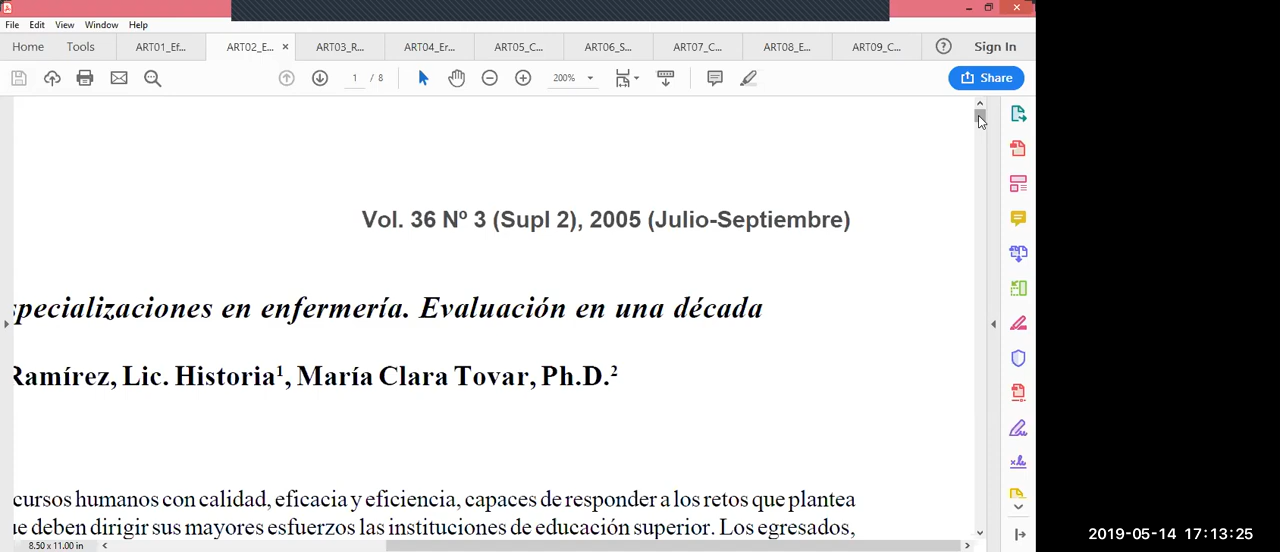 File Edit View Window Help
Home Tools ART01_Ef... ART02_E... × ART03_R... ART04_Er... ART05_C... ART06_S... ART07_C... ART08_E... ART09_C... ? Sign In
1 / 8 200% Share
Vol. 36 Nº 3 (Supl 2), 2005 (Julio-Septiembre)
specializaciones en enfermería. Evaluación en una década
Ramírez, Lic. Historia¹, María Clara Tovar, Ph.D.²
cursos humanos con calidad, eficacia y eficiencia, capaces de responder a los retos que plantea
ue deben dirigir sus mayores esfuerzos las instituciones de educación superior. Los egresados,
8.50 x 11.00 in
2019-05-14 17:13:25